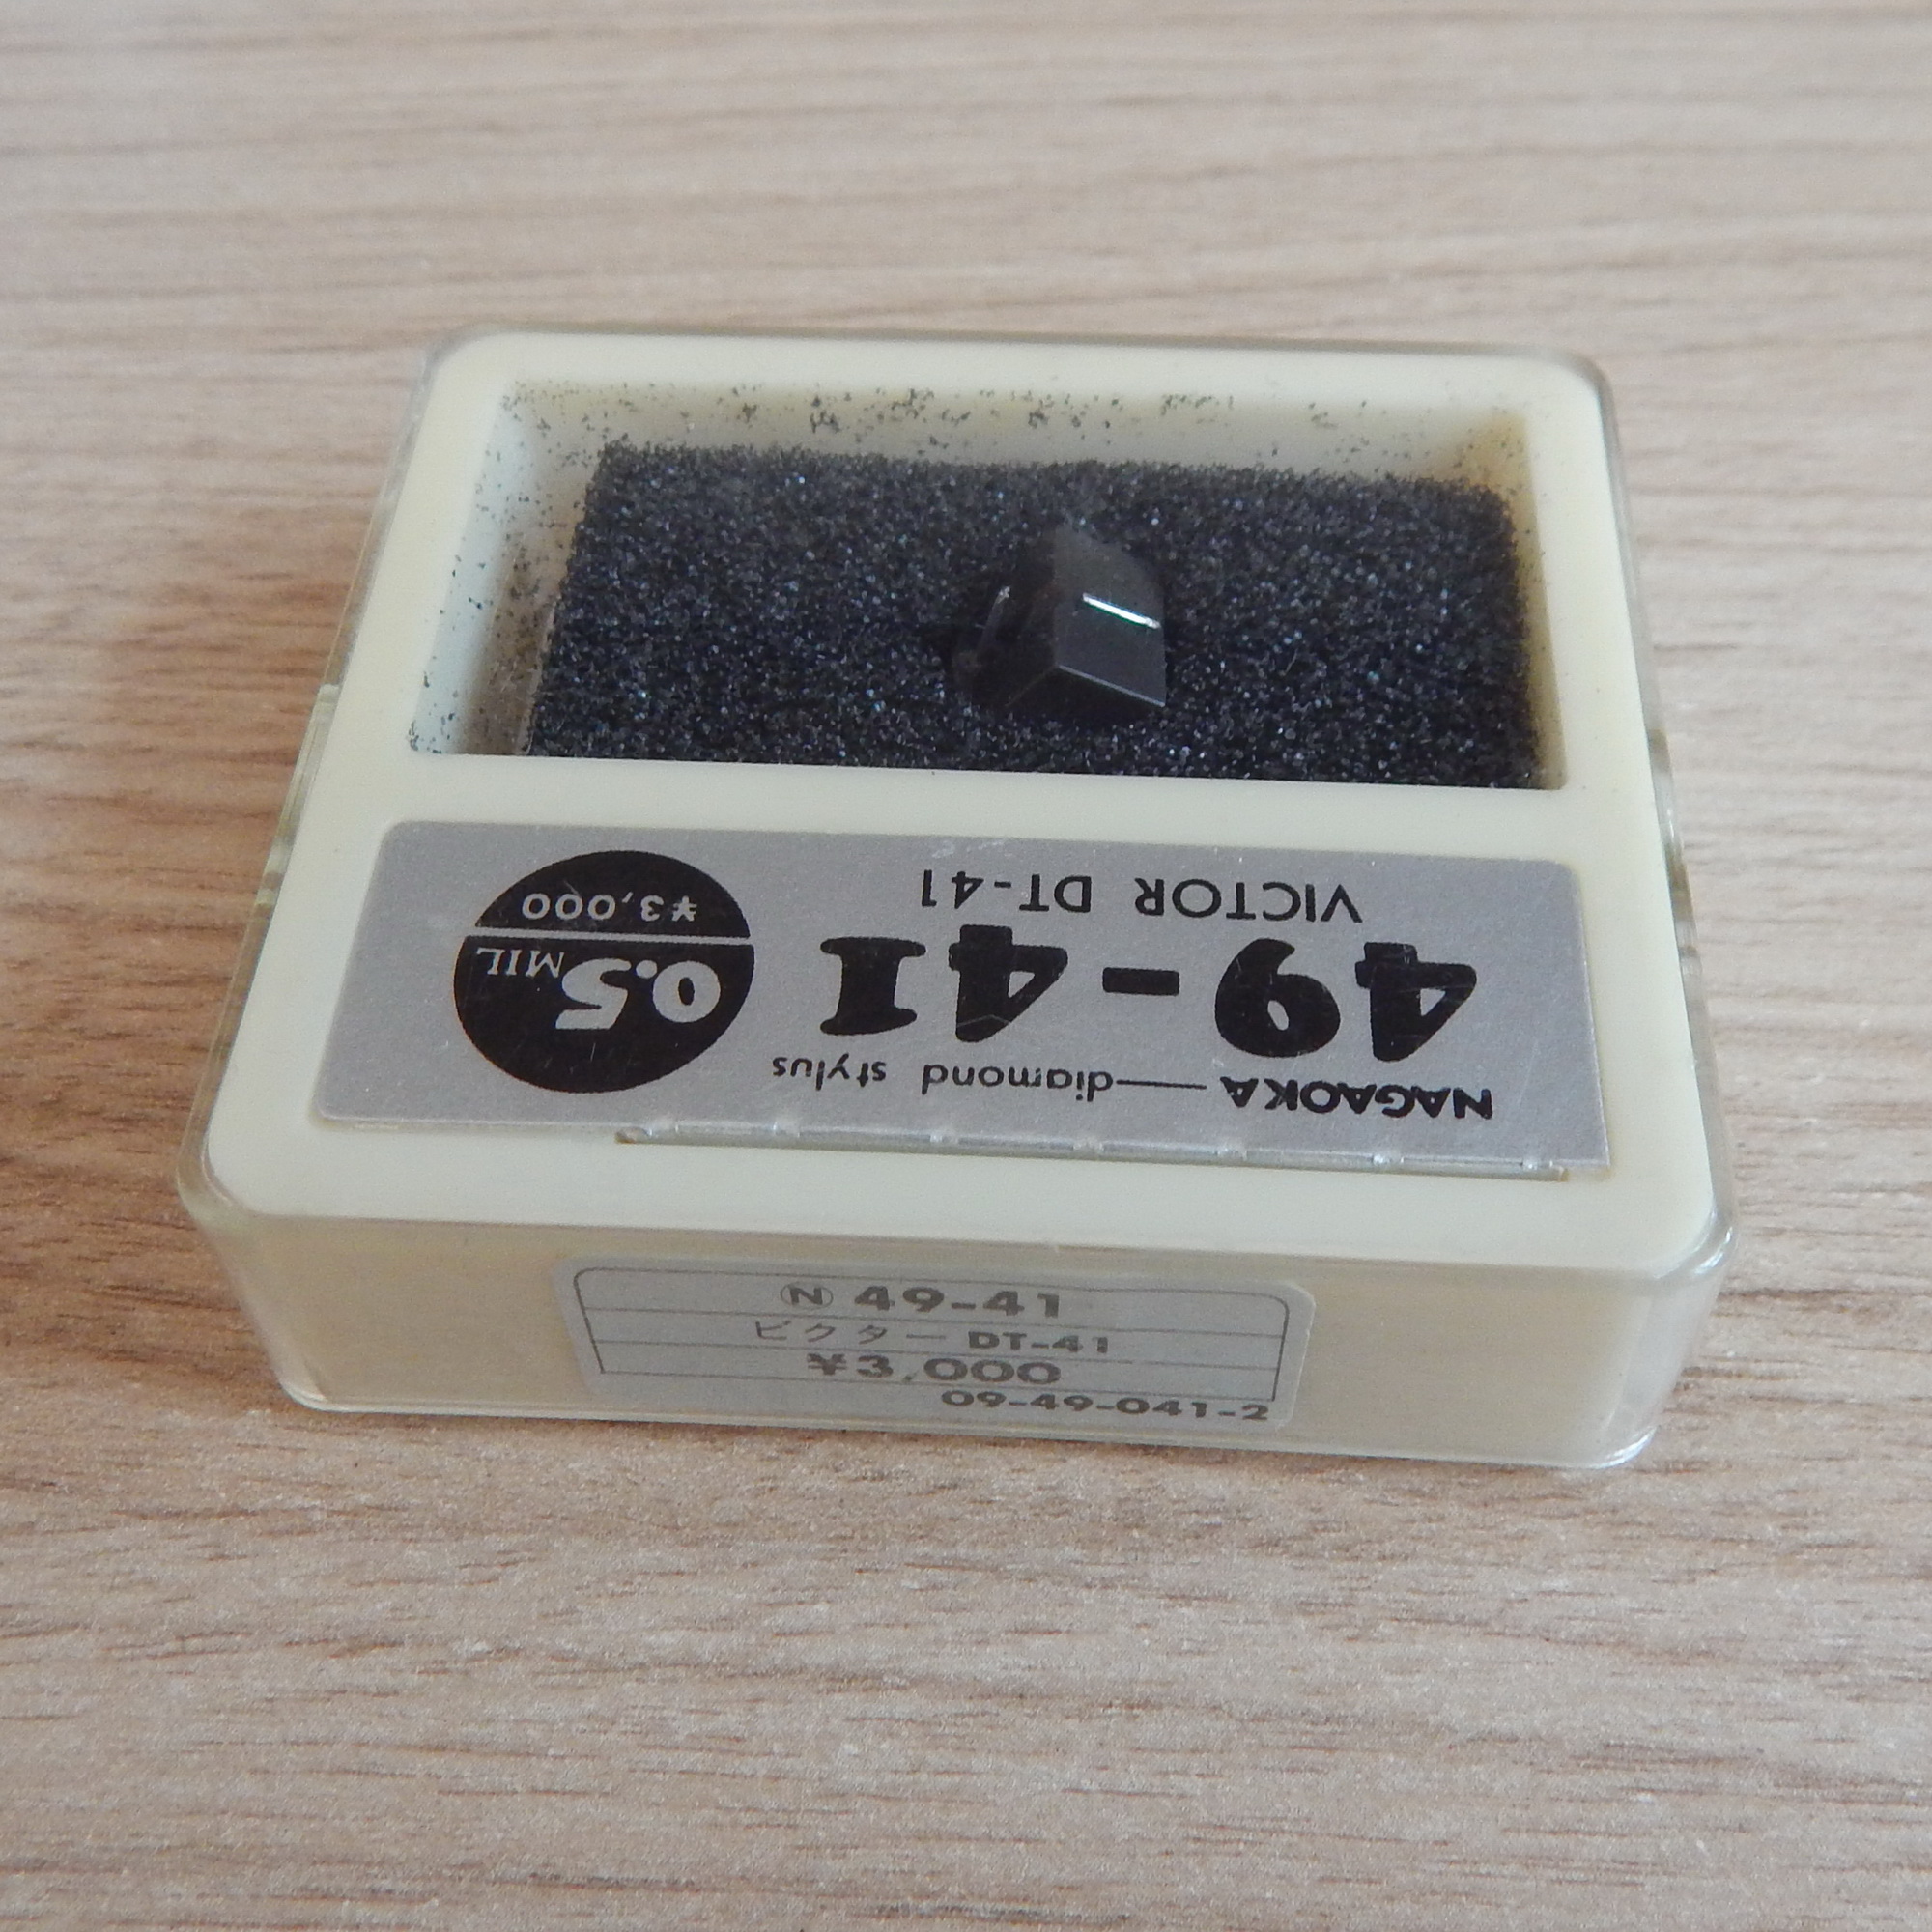 NAGAOKA — diamond stylus
49-41
VICTOR DT-41
0.5 MIL
¥3,000
Ⓝ 49-41
ビクター DT-41
¥3,000
09-49-041-2